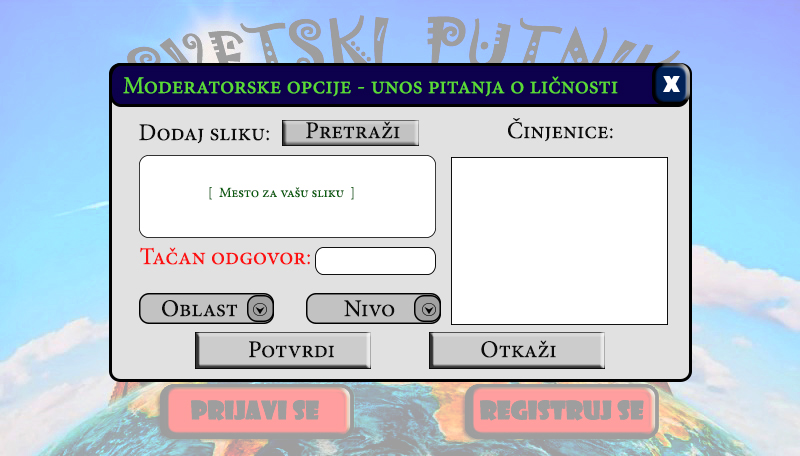 SVETSKI PUTNIK
Moderatorske opcije - unos pitanja o ličnosti
X
Dodaj sliku:
Pretraži
[ Mesto za vašu sliku ]
Tačan odgovor:
Oblast
Nivo
Činjenice:
Potvrdi
Otkaži
PRIJAVI SE
REGISTRUJ SE